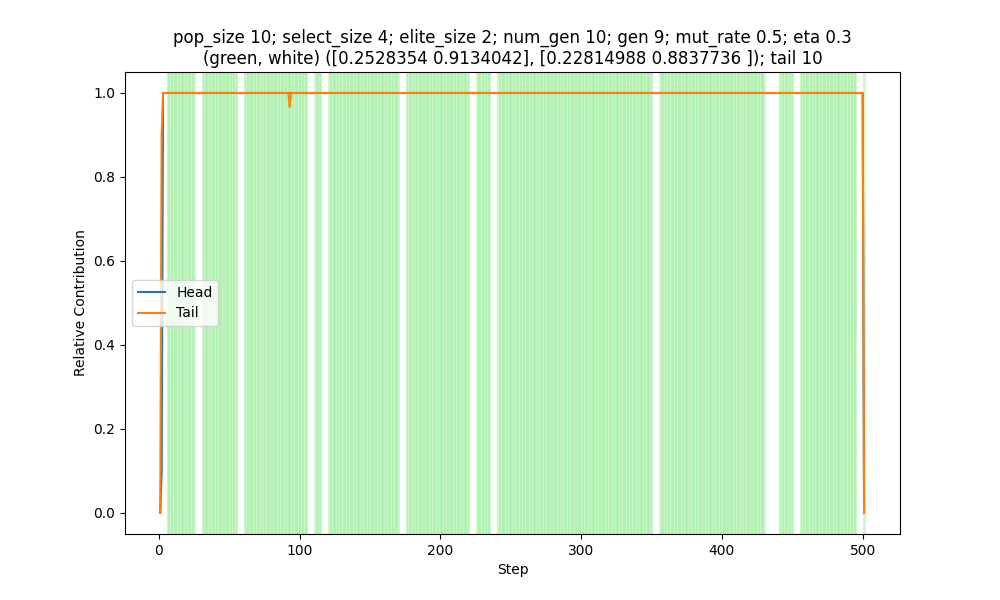 pop_size 10; select_size 4; elite_size 2; num_gen 10; gen 9; mut_rate 0.5; eta 0.3
(green, white) ([0.2528354 0.9134042], [0.22814988 0.8837736 ]); tail 10
1.0
0.8
0.6
0.4
0.2
0.0
Relative Contribution
Head
Tail
0
100
200
300
400
500
Step